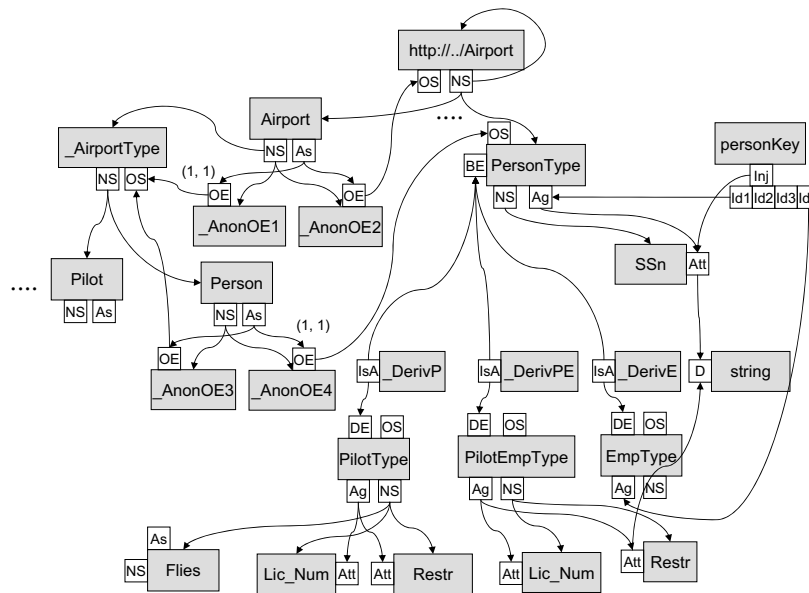 http://../Airport
OS NS
....
Airport
NS As
_AirportType
NS OS
(1, 1)
OE
_AnonOE1
OE
_AnonOE2
OS
BE
PersonType
NS Ag
personKey
Inj
Id1 Id2 Id3 Id
SSn
Att
....
Pilot
NS As
Person
NS As
(1, 1)
OE
_AnonOE3
OE
_AnonOE4
IsA
_DerivP
IsA
_DerivPE
IsA
_DerivE
D
string
DE OS
PilotType
Ag NS
DE OS
PilotEmpType
Ag NS
DE OS
EmpType
Ag NS
As
NS
Flies
Lic_Num
Att
Att
Restr
Att
Lic_Num
Att
Restr